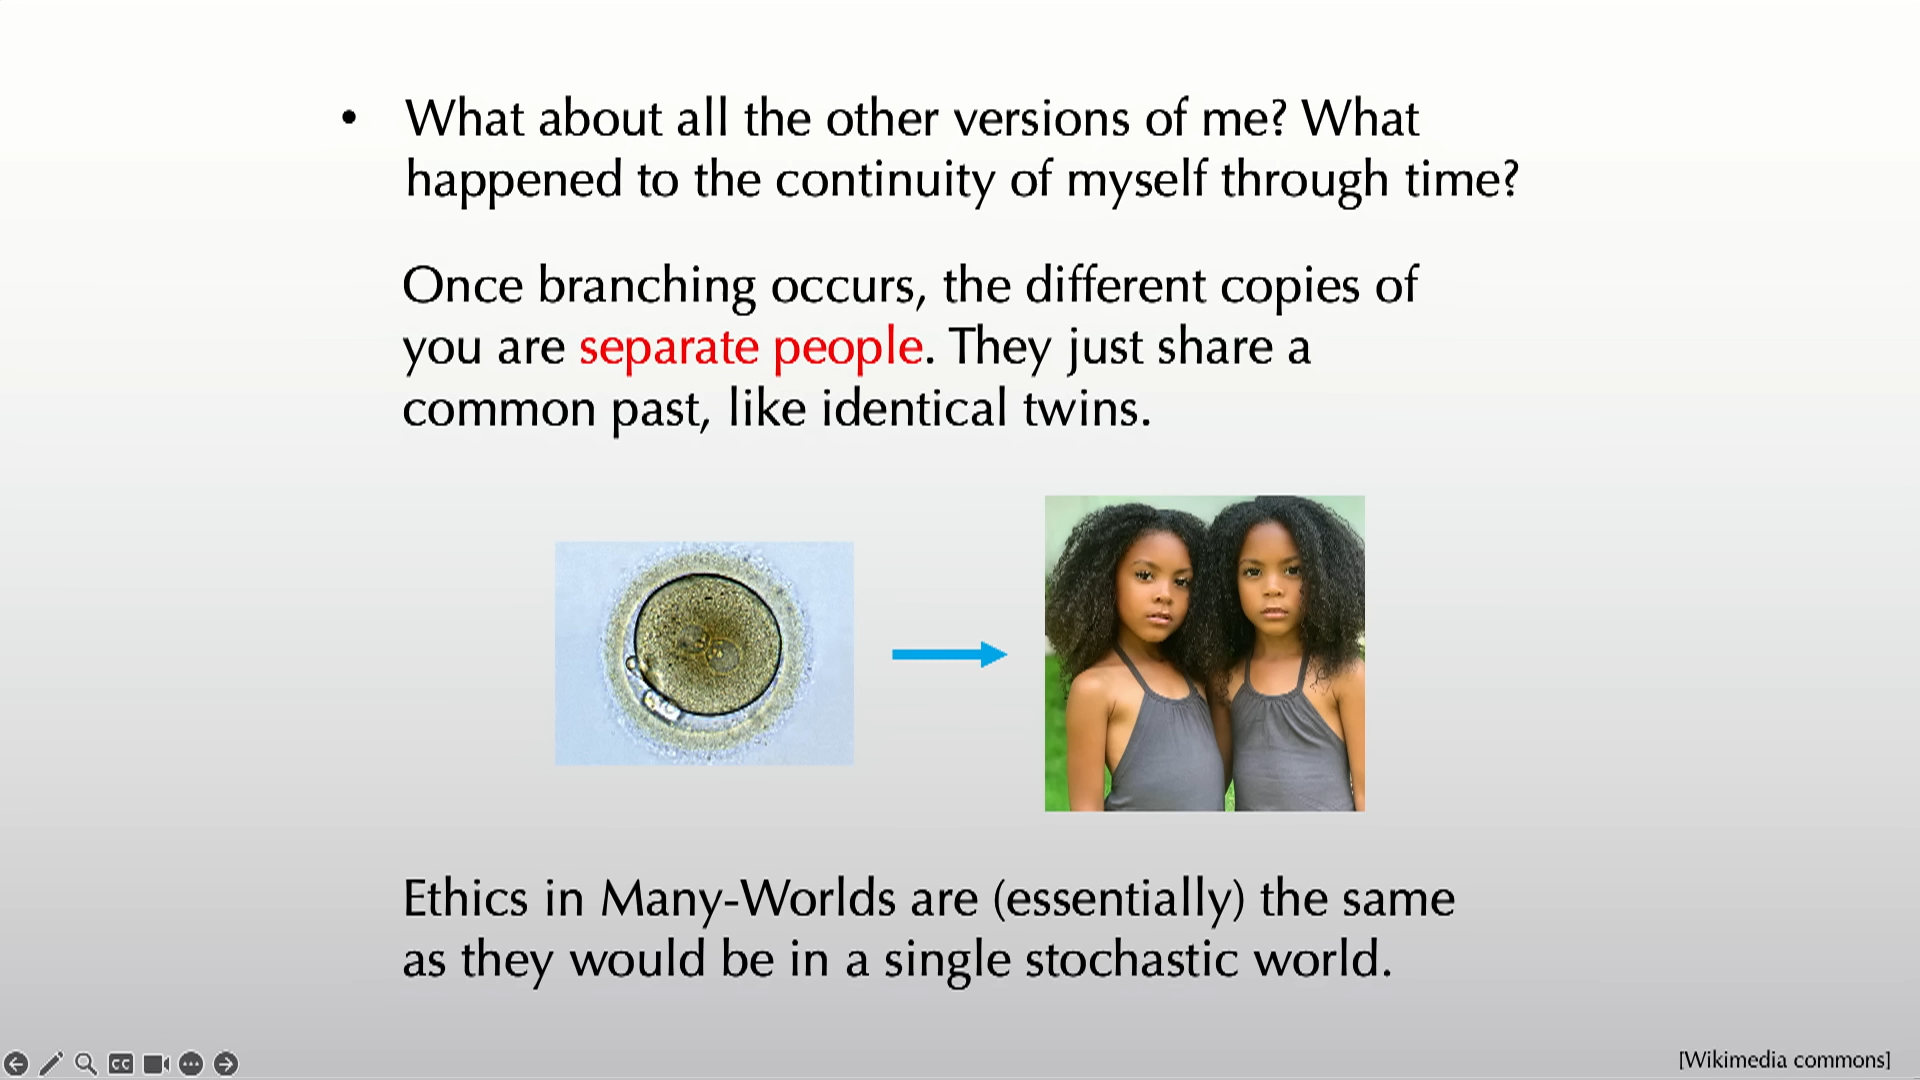 • What about all the other versions of me? What
happened to the continuity of myself through time?
Once branching occurs, the different copies of
you are separate people. They just share a
common past, like identical twins.
Ethics in Many-Worlds are (essentially) the same
as they would be in a single stochastic world.
CC
[Wikimedia commons]